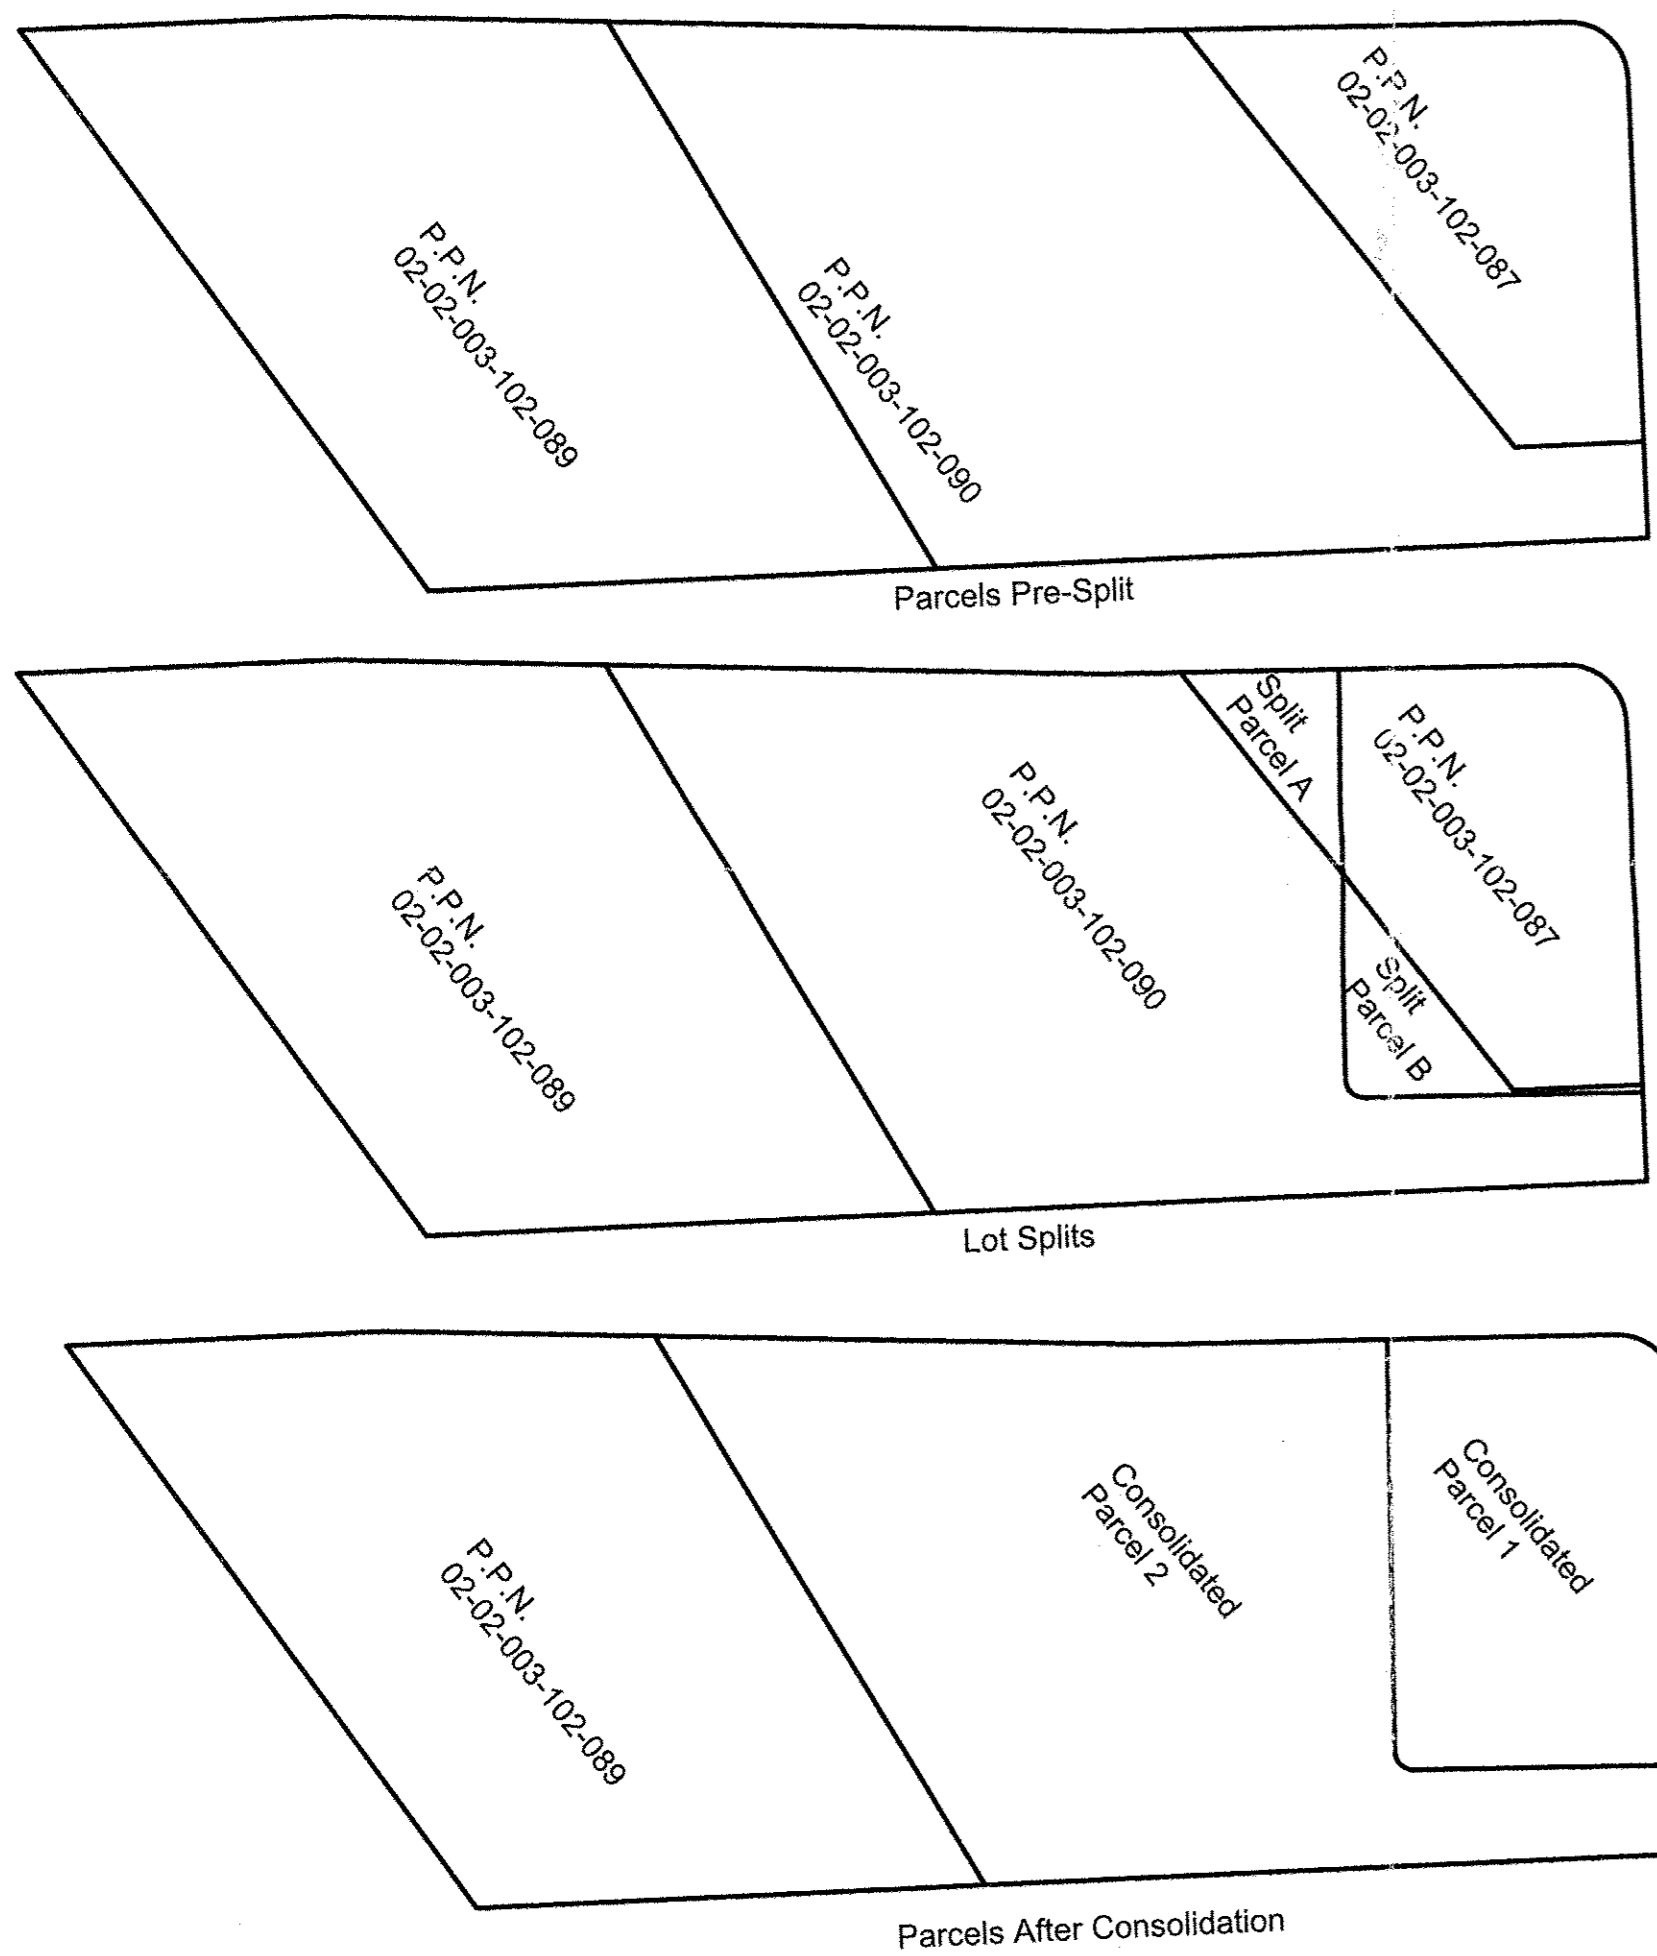 P.P.N.
02-02-003-102-089
P.P.N.
02-02-003-102-090
P.P.N.
02-02-003-102-087
Parcels Pre-Split
P.P.N.
02-02-003-102-089
P.P.N.
02-02-003-102-090
Split
Parcel A
P.P.N.
02-02-003-102-087
Split
Parcel B
Lot Splits
P.P.N.
02-02-003-102-089
Consolidated
Parcel 2
Consolidated
Parcel 1
Parcels After Consolidation